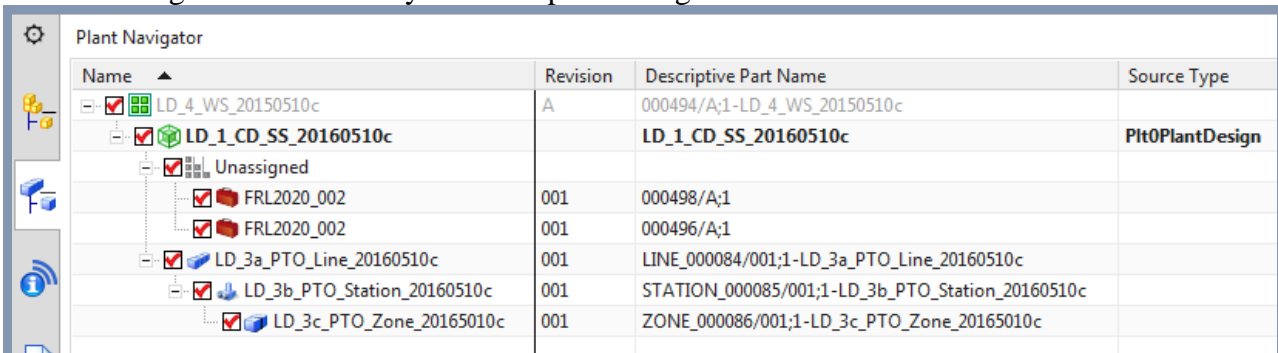 Plant Navigator
Name Revision Descriptive Part Name Source Type
LD_4_WS_20150510c A 000494/A;1-LD_4_WS_20150510c
LD_1_CD_SS_20160510c LD_1_CD_SS_20160510c Plt0PlantDesign
Unassigned
FRL2020_002 001 000498/A;1
FRL2020_002 001 000496/A;1
LD_3a_PTO_Line_20160510c 001 LINE_000084/001;1-LD_3a_PTO_Line_20160510c
LD_3b_PTO_Station_20160510c 001 STATION_000085/001;1-LD_3b_PTO_Station_20160510c
LD_3c_PTO_Zone_20165010c 001 ZONE_000086/001;1-LD_3c_PTO_Zone_20165010c